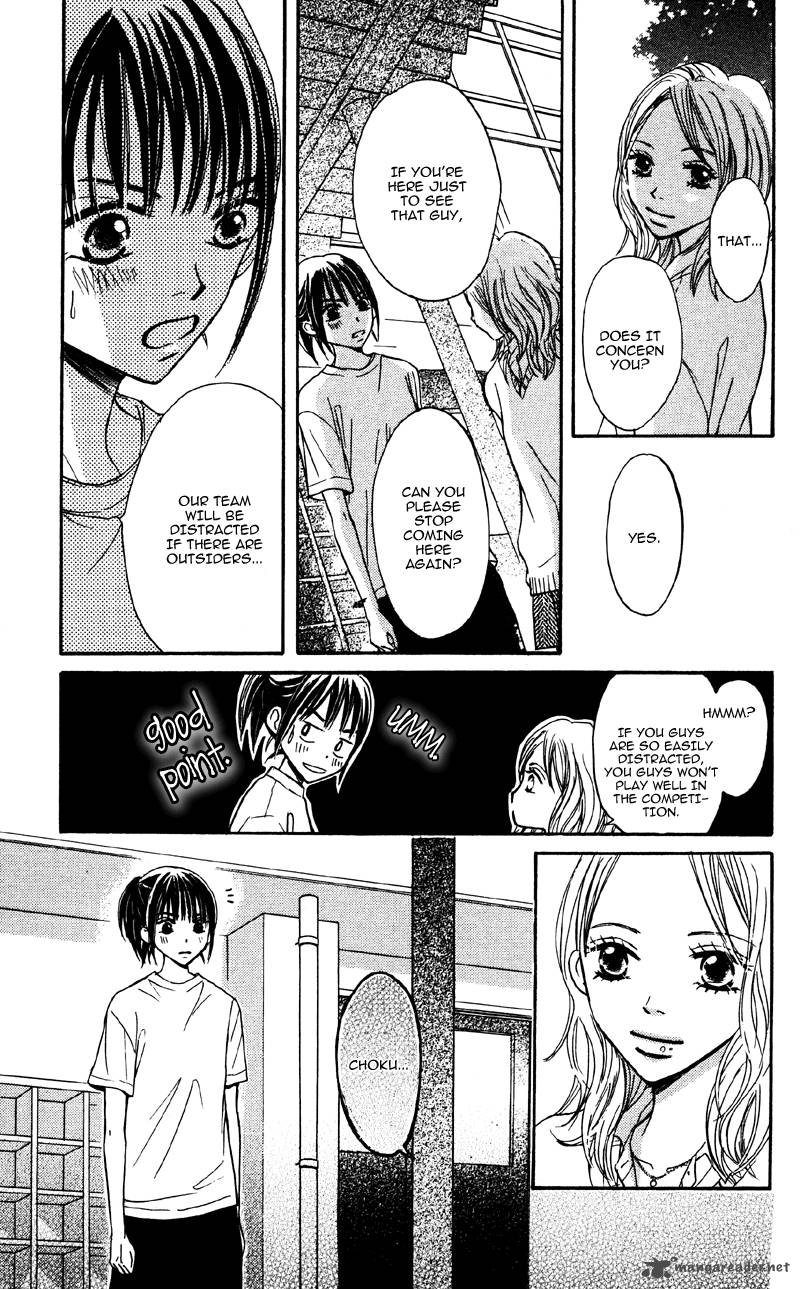 THAT...
DOES IT
CONCERN
YOU?
YES.
IF YOU'RE
HERE JUST
TO SEE
THAT GUY,
CAN YOU
PLEASE
STOP
COMING
HERE
AGAIN?
OUR TEAM
WILL BE
DISTRACTED
IF THERE ARE
OUTSIDERS...
HMMM?
IF YOU GUYS
ARE SO EASILY
DISTRACTED,
YOU GUYS WON'T
PLAY WELL IN
THE COMPETI-
TION.
UMM.
good
point.
CHOKU...
mangareader.net